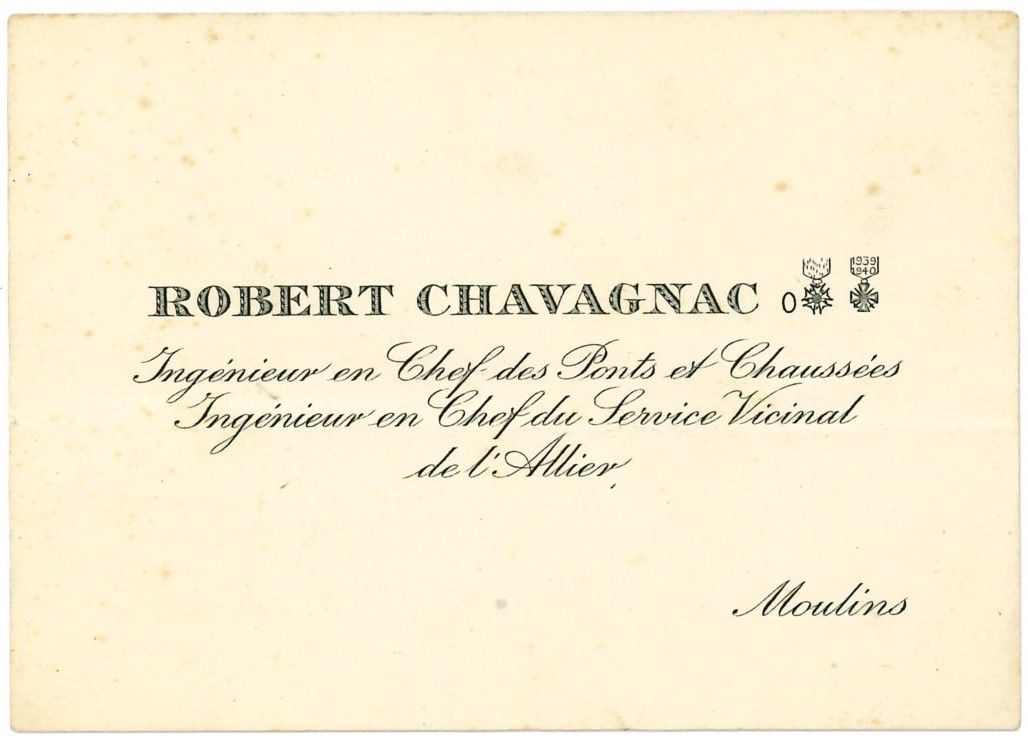 ROBERT CHAVAGNAC O 1939 1940
Ingénieur en Chef des Ponts et Chaussées
Ingénieur en Chef du Service Vicinal
de l'Allier,
Moulins